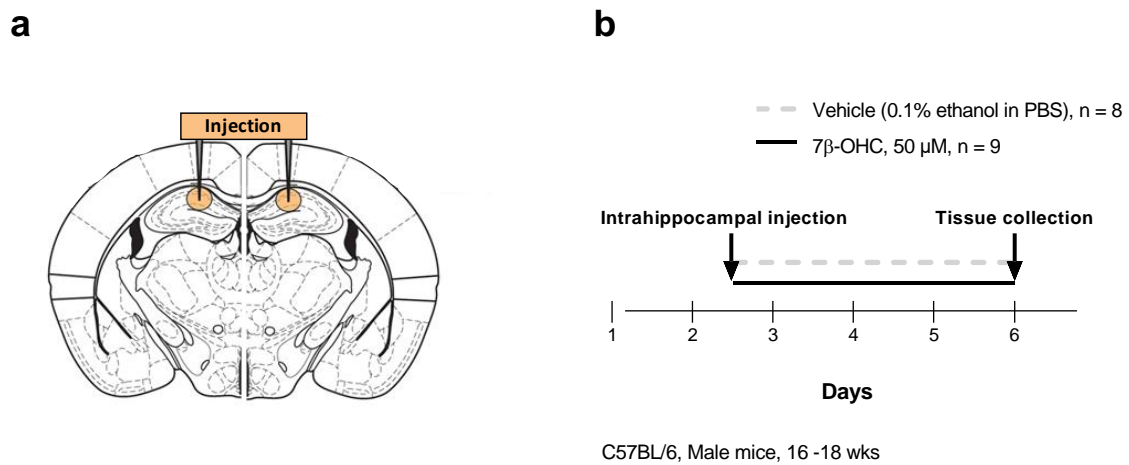 a
b
Injection
Vehicle (0.1% ethanol in PBS), n = 8
7β-OHC, 50 µM, n = 9
Intrahippocampal injection
Tissue collection
1 2 3 4 5 6
Days
C57BL/6, Male mice, 16 -18 wks